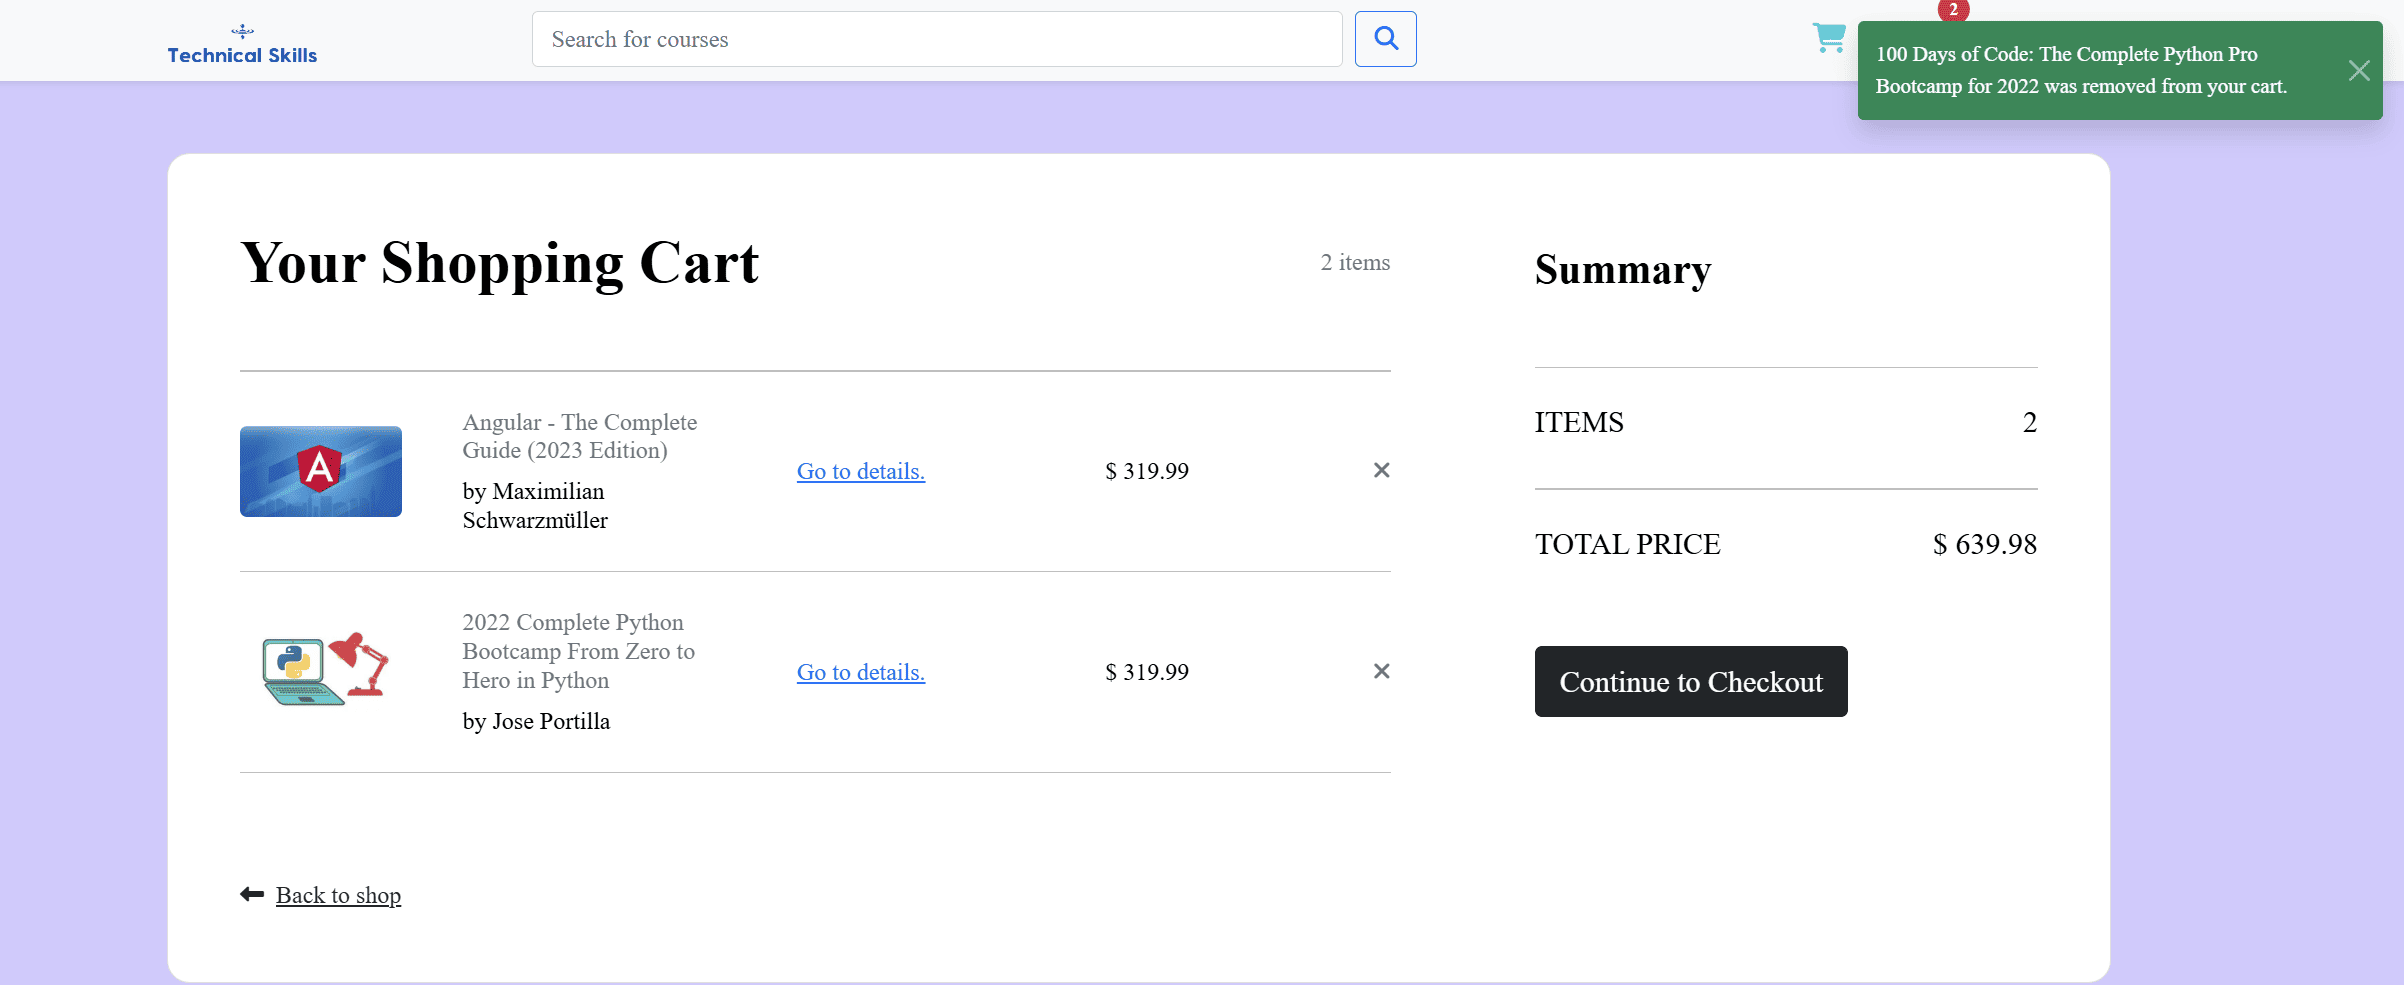 Technical Skills
Search for courses
2
100 Days of Code: The Complete Python Pro
Bootcamp for 2022 was removed from your cart.
Your Shopping Cart
2 items
Angular - The Complete
Guide (2023 Edition)
by Maximilian
Schwarzmüller
Go to details.
$ 319.99
2022 Complete Python
Bootcamp From Zero to
Hero in Python
by Jose Portilla
Go to details.
$ 319.99
Back to shop
Summary
ITEMS 2
TOTAL PRICE $ 639.98
Continue to Checkout